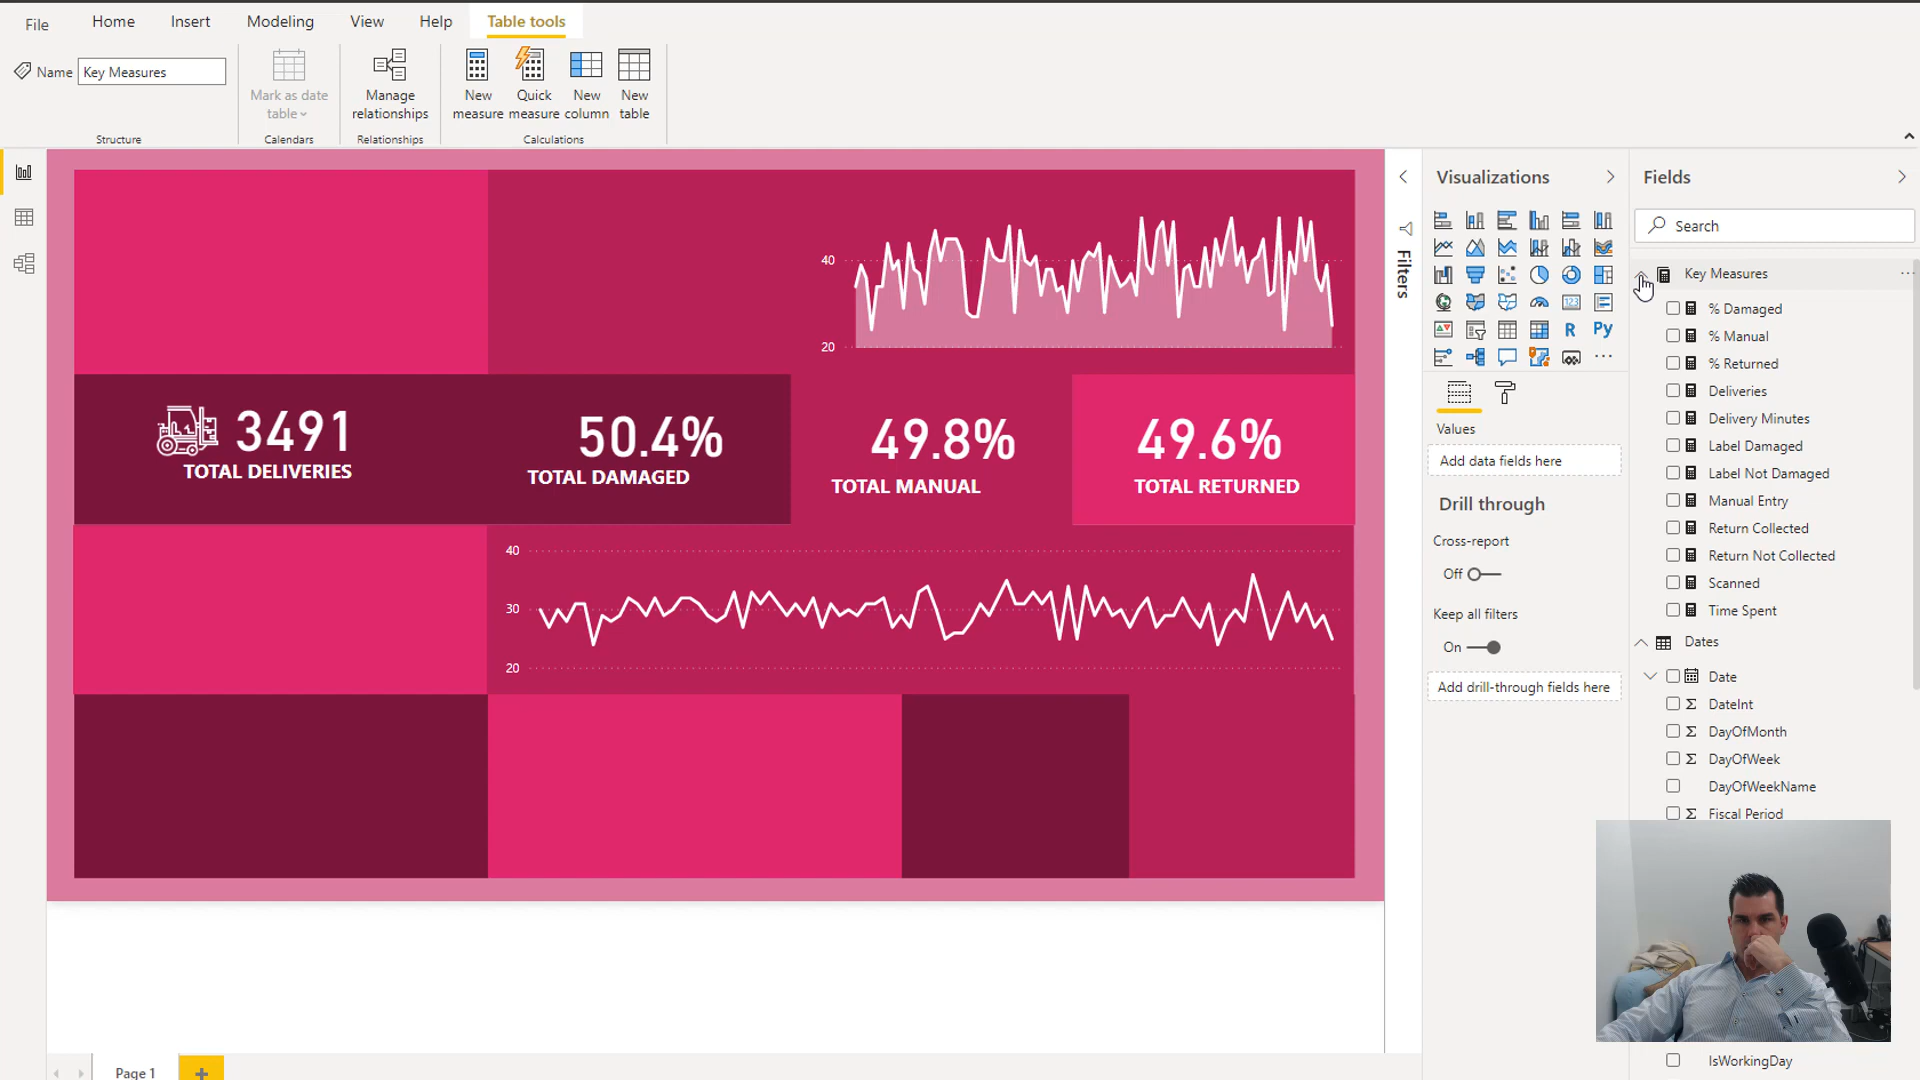 File
Home
Insert
Modeling
View
Help
Table tools
Name
Key Measures
Mark as date
table
Manage
relationships
New
measure
Quick
measure
New
column
New
table
Structure
Calendars
Relationships
Calculations
40
20
3491
TOTAL DELIVERIES
50.4%
TOTAL DAMAGED
49.8%
TOTAL MANUAL
49.6%
TOTAL RETURNED
40
30
20
Page 1
Filters
Visualizations
R
Py
Values
Add data fields here
Drill through
Cross-report
Off
Keep all filters
On
Add drill-through fields here
Fields
Search
Key Measures
% Damaged
% Manual
% Returned
Deliveries
Delivery Minutes
Label Damaged
Label Not Damaged
Manual Entry
Return Collected
Return Not Collected
Scanned
Time Spent
Dates
Date
DateInt
DayOfMonth
DayOfWeek
DayOfWeekName
Fiscal Period
IsWorkingDay